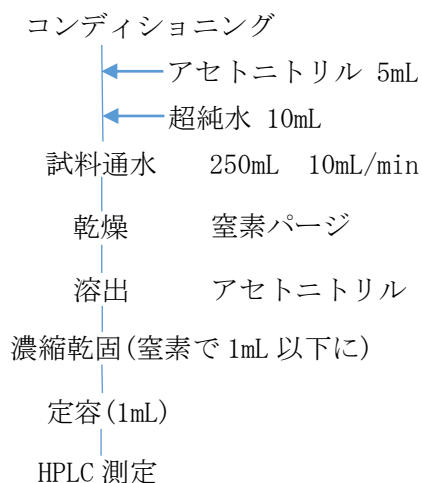 コンディショニング
アセトニトリル 5mL
超純水 10mL
試料通水 250mL 10mL/min
乾燥 窒素パージ
溶出 アセトニトリル
濃縮乾固(窒素で 1mL 以下に)
定容(1mL)
HPLC 測定